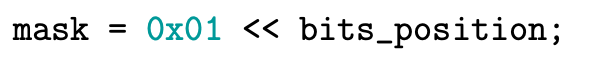 mask = 0x01 << bits_position;